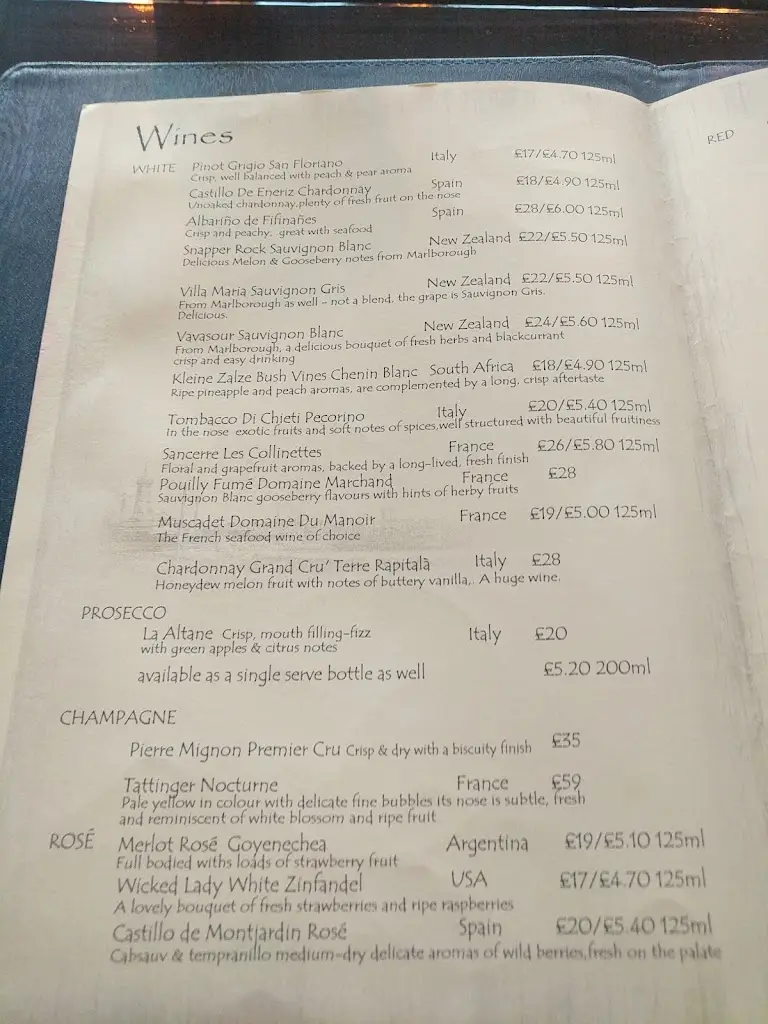 Wines
RED
WHITE Pinot Grigio San Floriano Italy £17/£4.70 125ml
Crisp, well balanced with peach & pear aroma
Castillo De Eneriz Chardonnay Spain £18/£4.90 125ml
Unoaked chardonnay,plenty of fresh fruit on the nose
Albariño de Fifinañes Spain £28/£6.00 125ml
Crisp and peachy, great with seafood
Snapper Rock Sauvignon Blanc New Zealand £22/£5.50 125ml
Delicious Melon & Gooseberry notes from Marlborough
Villa Maria Sauvignon Gris New Zealand £22/£5.50 125ml
From Marlborough as well - not a blend, the grape is Sauvignon Gris.
Delicious.
Vavasour Sauvignon Blanc New Zealand £24/£5.60 125ml
From Marlborough, a delicious bouquet of fresh herbs and blackcurrant
crisp and easy drinking
Kleine Zalze Bush Vines Chenin Blanc South Africa £18/£4.90 125ml
Ripe pineapple and peach aromas, are complemented by a long, crisp aftertaste
Tombacco Di Chieti Pecorino Italy £20/£5.40 125ml
In the nose exotic fruits and soft notes of spices,well structured with beautiful fruitiness
Sancerre Les Collinettes France £26/£5.80 125ml
Floral and grapefruit aromas, backed by a long-lived, fresh finish
Pouilly Fumé Domaine Marchand France £28
Sauvignon Blanc gooseberry flavours with hints of herby fruits
Muscadet Domaine Du Manoir France £19/£5.00 125ml
The French seafood wine of choice
Chardonnay Grand Cru' Terre Rapitalà Italy £28
Honeydew melon fruit with notes of buttery vanilla,. A huge wine.
PROSECCO
La Altane Crisp, mouth filling-fizz Italy £20
with green apples & citrus notes
available as a single serve bottle as well £5.20 200ml
CHAMPAGNE
Pierre Mignon Premier Cru Crisp & dry with a biscuity finish £35
Tattinger Nocturne France £59
Pale yellow in colour with delicate fine bubbles its nose is subtle, fresh
and reminiscent of white blossom and ripe fruit
ROSÉ Merlot Rosé Goyenechea Argentina £19/£5.10 125ml
Full bodied withs loads of strawberry fruit
Wicked Lady White Zinfandel USA £17/£4.70 125ml
A lovely bouquet of fresh strawberries and ripe raspberries
Castillo de Montjardin Rosé Spain £20/£5.40 125ml
Cabsauv & tempranillo medium-dry delicate aromas of wild berries,fresh on the palate